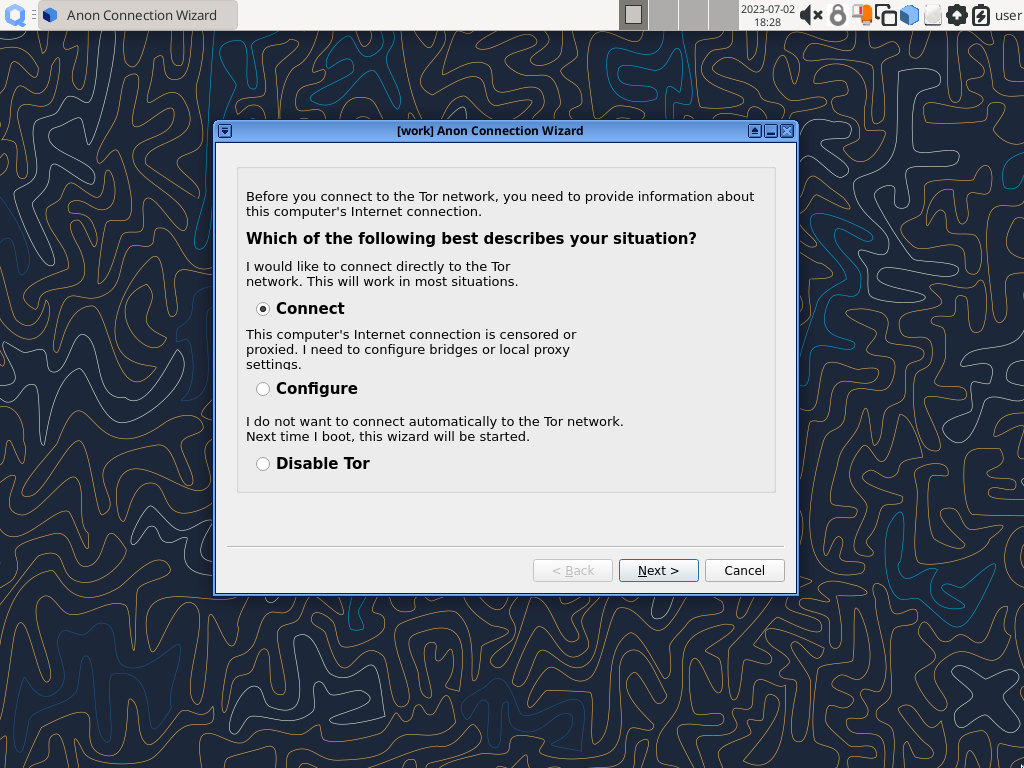 Anon Connection Wizard
2023-07-02
18:28
user
[work] Anon Connection Wizard
Before you connect to the Tor network, you need to provide information about
this computer's Internet connection.
Which of the following best describes your situation?
I would like to connect directly to the Tor
network. This will work in most situations.
Connect
This computer's Internet connection is censored or
proxied. I need to configure bridges or local proxy
settings.
Configure
I do not want to connect automatically to the Tor network.
Next time I boot, this wizard will be started.
Disable Tor
< Back
Next >
Cancel